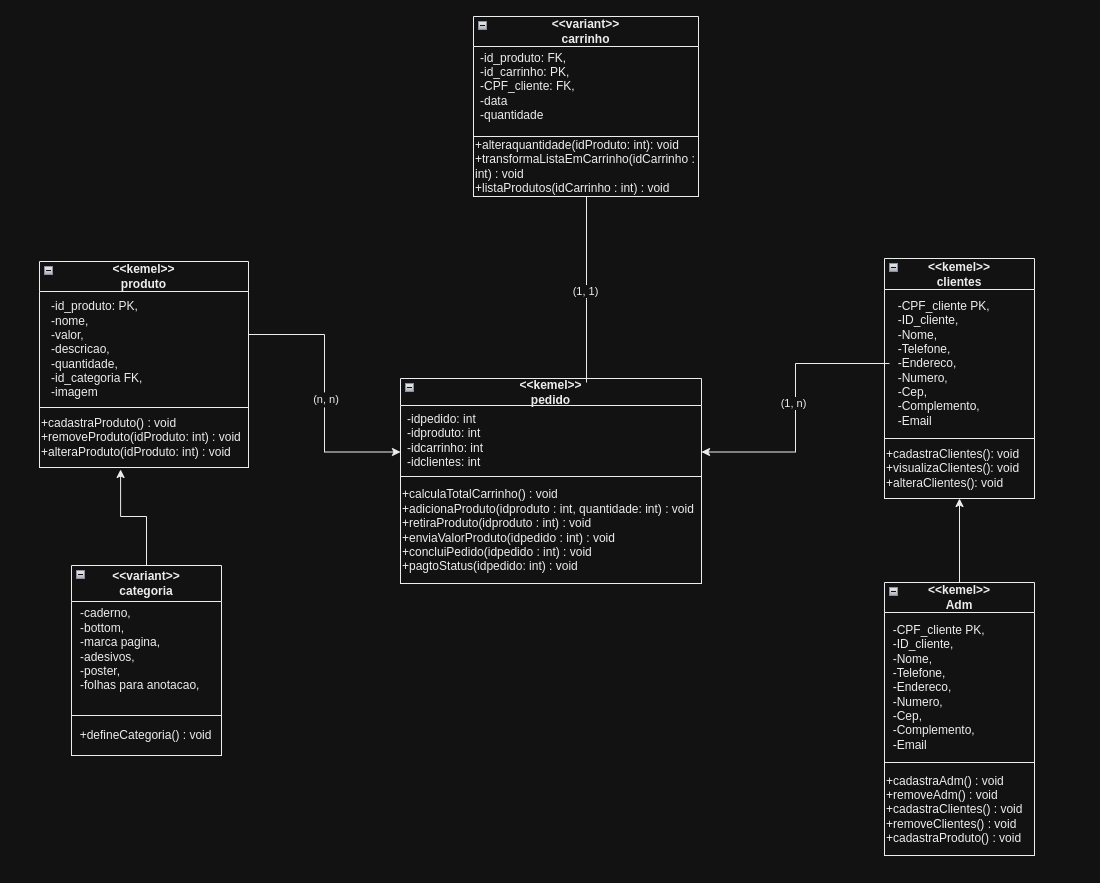 <<variant>>
carrinho
-id_produto: FK,
-id_carrinho: PK,
-CPF_cliente: FK,
-data
-quantidade
+alteraquantidade(idProduto: int): void
+transformaListaEmCarrinho(idCarrinho :
int) : void
+listaProdutos(idCarrinho : int) : void
(1, 1)
<<kemel>>
produto
-id_produto: PK,
-nome,
-valor,
-descricao,
-quantidade,
-id_categoria FK,
-imagem
+cadastraProduto() : void
+removeProduto(idProduto: int) : void
+alteraProduto(idProduto: int) : void
(n, n)
<<kemel>>
pedido
-idpedido: int
-idproduto: int
-idcarrinho: int
-idclientes: int
+calculaTotalCarrinho() : void
+adicionaProduto(idproduto : int, quantidade: int) : void
+retiraProduto(idproduto : int) : void
+enviaValorProduto(idpedido : int) : void
+concluiPedido(idpedido : int) : void
+pagtoStatus(idpedido: int) : void
(1, n)
<<kemel>>
clientes
-CPF_cliente PK,
-ID_cliente,
-Nome,
-Telefone,
-Endereco,
-Numero,
-Cep,
-Complemento,
-Email
+cadastraClientes(): void
+visualizaClientes(): void
+alteraClientes(): void
<<variant>>
categoria
-caderno,
-bottom,
-marca pagina,
-adesivos,
-poster,
-folhas para anotacao,
+defineCategoria() : void
<<kemel>>
Adm
-CPF_cliente PK,
-ID_cliente,
-Nome,
-Telefone,
-Endereco,
-Numero,
-Cep,
-Complemento,
-Email
+cadastraAdm() : void
+removeAdm() : void
+cadastraClientes() : void
+removeClientes() : void
+cadastraProduto() : void